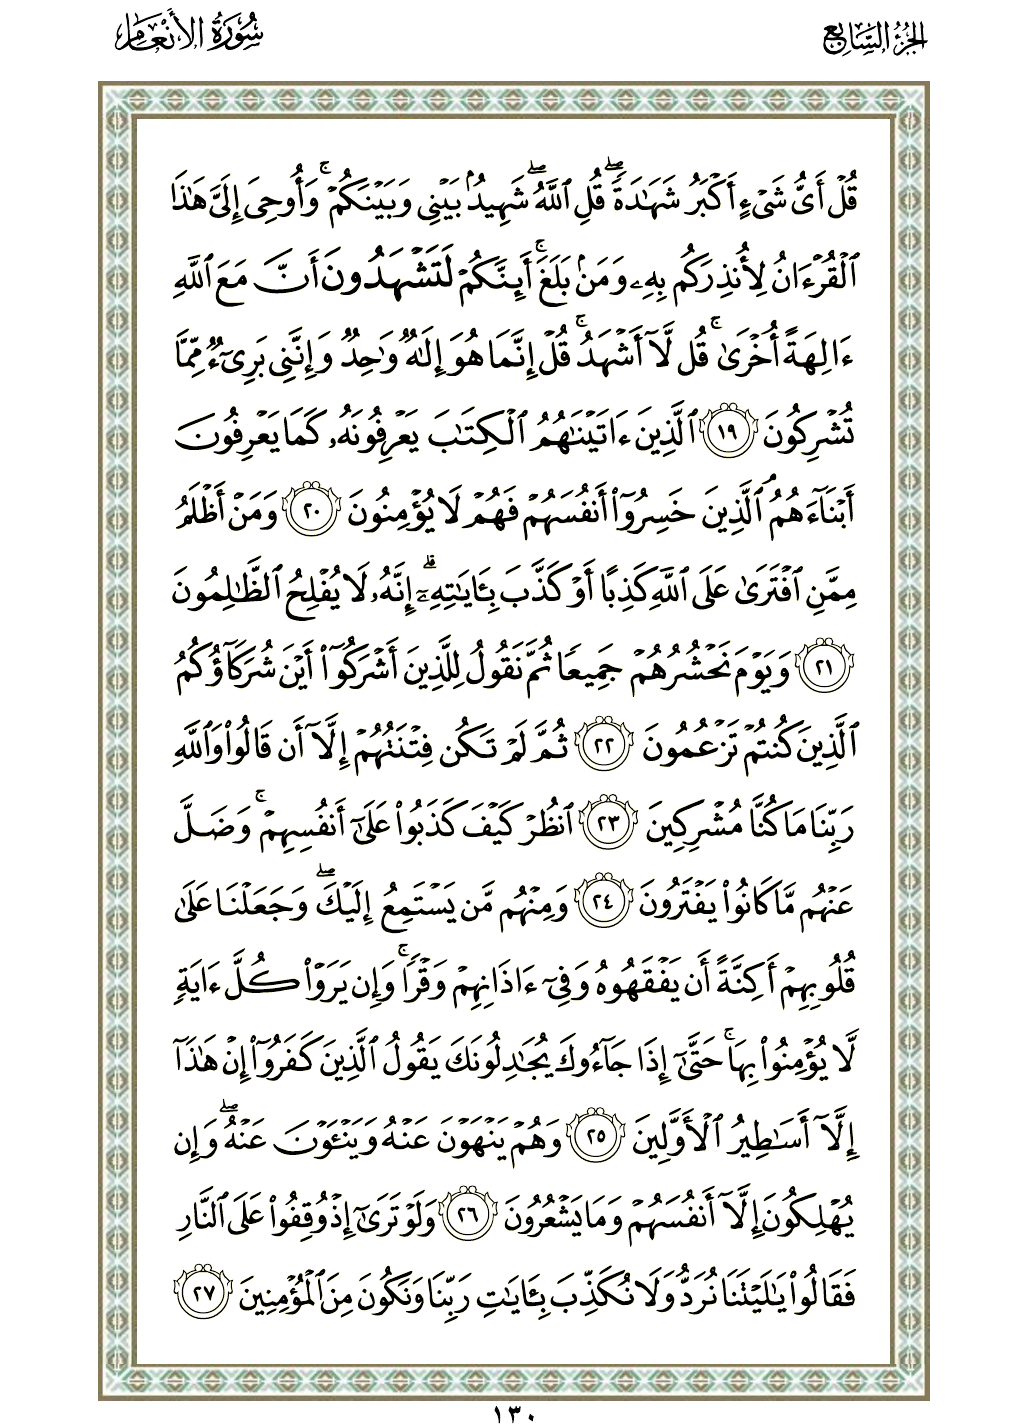 الجزء السابع
سورة الأنعام
قُلۡ أَيُّ شَيۡءٍ أَكۡبَرُ شَهَٰدَةٗۖ قُلِ ٱللَّهُۖ شَهِيدُۢ بَيۡنِي وَبَيۡنَكُمۡۚ وَأُوحِيَ إِلَيَّ هَٰذَا
ٱلۡقُرۡءَانُ لِأُنذِرَكُم بِهِۦ وَمَنۢ بَلَغَۚ أَئِنَّكُمۡ لَتَشۡهَدُونَ أَنَّ مَعَ ٱللَّهِ
ءَالِهَةً أُخۡرَىٰۚ قُل لَّآ أَشۡهَدُۚ قُلۡ إِنَّمَا هُوَ إِلَٰهٞ وَٰحِدٞ وَإِنَّنِي بَرِيٓءٞ مِّمَّا
تُشۡرِكُونَ ١٩ ٱلَّذِينَ ءَاتَيۡنَٰهُمُ ٱلۡكِتَٰبَ يَعۡرِفُونَهُۥ كَمَا يَعۡرِفُونَ
أَبۡنَآءَهُمُۘ ٱلَّذِينَ خَسِرُوٓاْ أَنفُسَهُمۡ فَهُمۡ لَا يُؤۡمِنُونَ ٢٠ وَمَنۡ أَظۡلَمُ
مِمَّنِ ٱفۡتَرَىٰ عَلَى ٱللَّهِ كَذِبًا أَوۡ كَذَّبَ بِـَٔايَٰتِهِۦٓۗ إِنَّهُۥ لَا يُفۡلِحُ ٱلظَّٰلِمُونَ
٢١ وَيَوۡمَ نَحۡشُرُهُمۡ جَمِيعٗا ثُمَّ نَقُولُ لِلَّذِينَ أَشۡرَكُوٓاْ أَيۡنَ شُرَكَآؤُكُمُ
ٱلَّذِينَ كُنتُمۡ تَزۡعُمُونَ ٢٢ ثُمَّ لَمۡ تَكُن فِتۡنَتُهُمۡ إِلَّآ أَن قَالُواْ وَٱللَّهِ
رَبِّنَا مَا كُنَّا مُشۡرِكِينَ ٢٣ ٱنظُرۡ كَيۡفَ كَذَبُواْ عَلَىٰٓ أَنفُسِهِمۡۚ وَضَلَّ
عَنۡهُم مَّا كَانُواْ يَفۡتَرُونَ ٢٤ وَمِنۡهُم مَّن يَسۡتَمِعُ إِلَيۡكَۖ وَجَعَلۡنَا عَلَىٰ
قُلُوبِهِمۡ أَكِنَّةً أَن يَفۡقَهُوهُ وَفِيٓ ءَاذَانِهِمۡ وَقۡرٗاۚ وَإِن يَرَوۡاْ كُلَّ ءَايَةٖ
لَّا يُؤۡمِنُواْ بِهَاۚ حَتَّىٰٓ إِذَا جَآءُوكَ يُجَٰدِلُونَكَ يَقُولُ ٱلَّذِينَ كَفَرُوٓاْ إِنۡ هَٰذَآ
إِلَّآ أَسَٰطِيرُ ٱلۡأَوَّلِينَ ٢٥ وَهُمۡ يَنۡهَوۡنَ عَنۡهُ وَيَنۡـَٔوۡنَ عَنۡهُۖ وَإِن
يُهۡلِكُونَ إِلَّآ أَنفُسَهُمۡ وَمَا يَشۡعُرُونَ ٢٦ وَلَوۡ تَرَىٰٓ إِذۡ وُقِفُواْ عَلَى ٱلنَّارِ
فَقَالُواْ يَٰلَيۡتَنَا نُرَدُّ وَلَا نُكَذِّبَ بِـَٔايَٰتِ رَبِّنَا وَنَكُونَ مِنَ ٱلۡمُؤۡمِنِينَ ٢٧
١٣٠